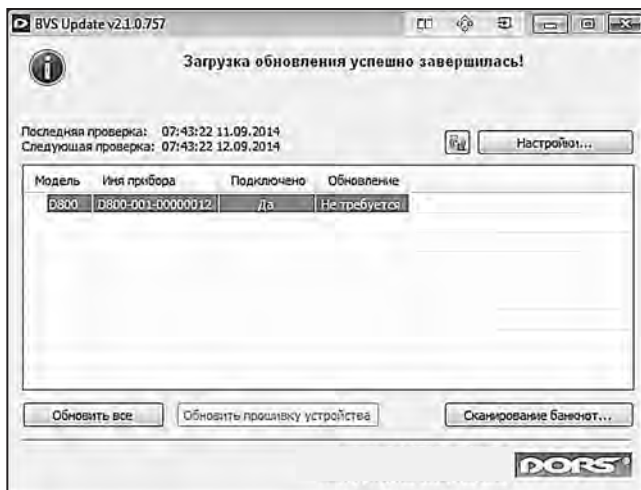 BVS Update v2.1.0.757
Загрузка обновления успешно завершилась!
Последняя проверка: 07:43:22 11.09.2014
Следующая проверка: 07:43:22 12.09.2014
Настройки...
Модель Имя прибора Подключено Обновление
D800 D800-001-00000012 Да Не требуется
Обновить все Обновить прошивку устройства Сканирование банкнот...
DORS